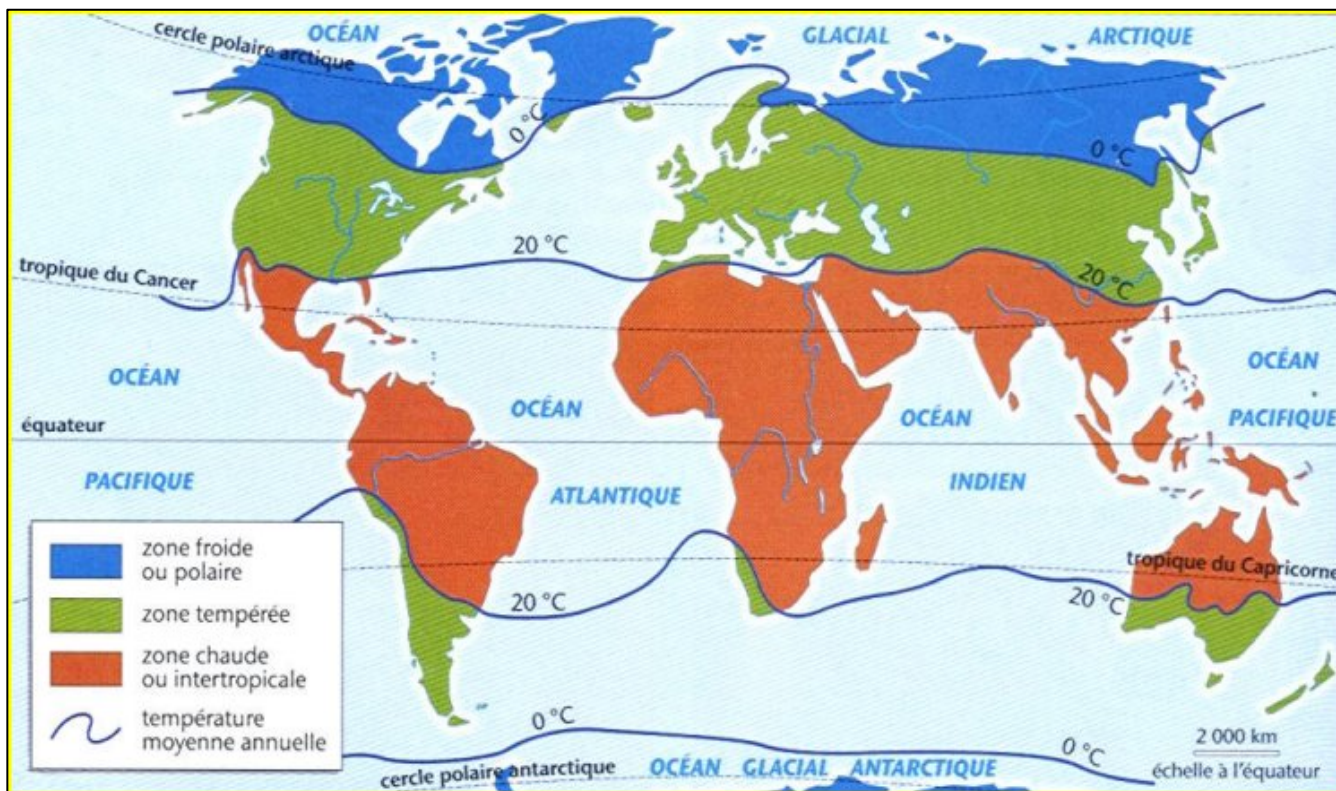 OCÉAN
GLACIAL
ARCTIQUE
cercle polaire arctique
0 °C
0 °C
20 °C
tropique du Cancer
20 °C
OCÉAN
OCÉAN
OCÉAN
OCÉAN
équateur
PACIFIQUE
PACIFIQUE
ATLANTIQUE
INDIEN
tropique du Capricorne
20 °C
20 °C
zone froide
ou polaire
zone tempérée
zone chaude
ou intertropicale
température
moyenne annuelle
0 °C
0 °C
2 000 km
échelle à l'équateur
cercle polaire antarctique
OCÉAN GLACIAL ANTARCTIQUE